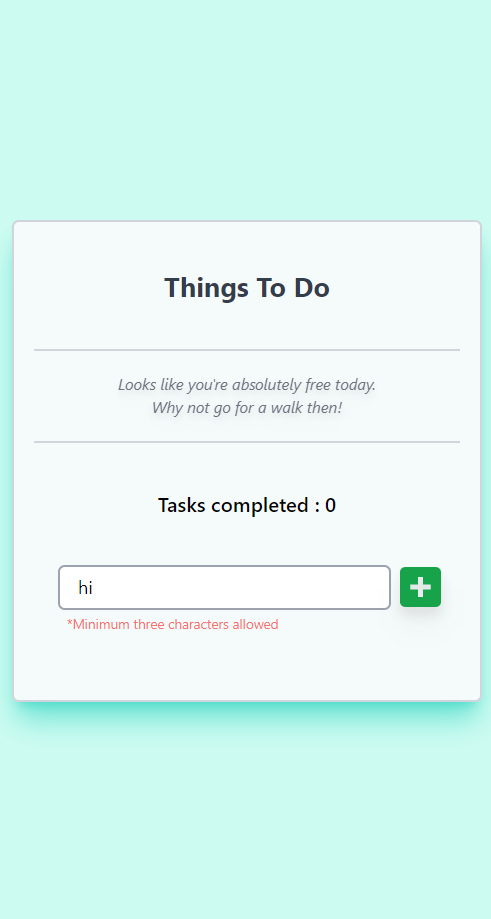 Things To Do
Looks like you're absolutely free today.
Why not go for a walk then!
Tasks completed : 0
hi
*Minimum three characters allowed